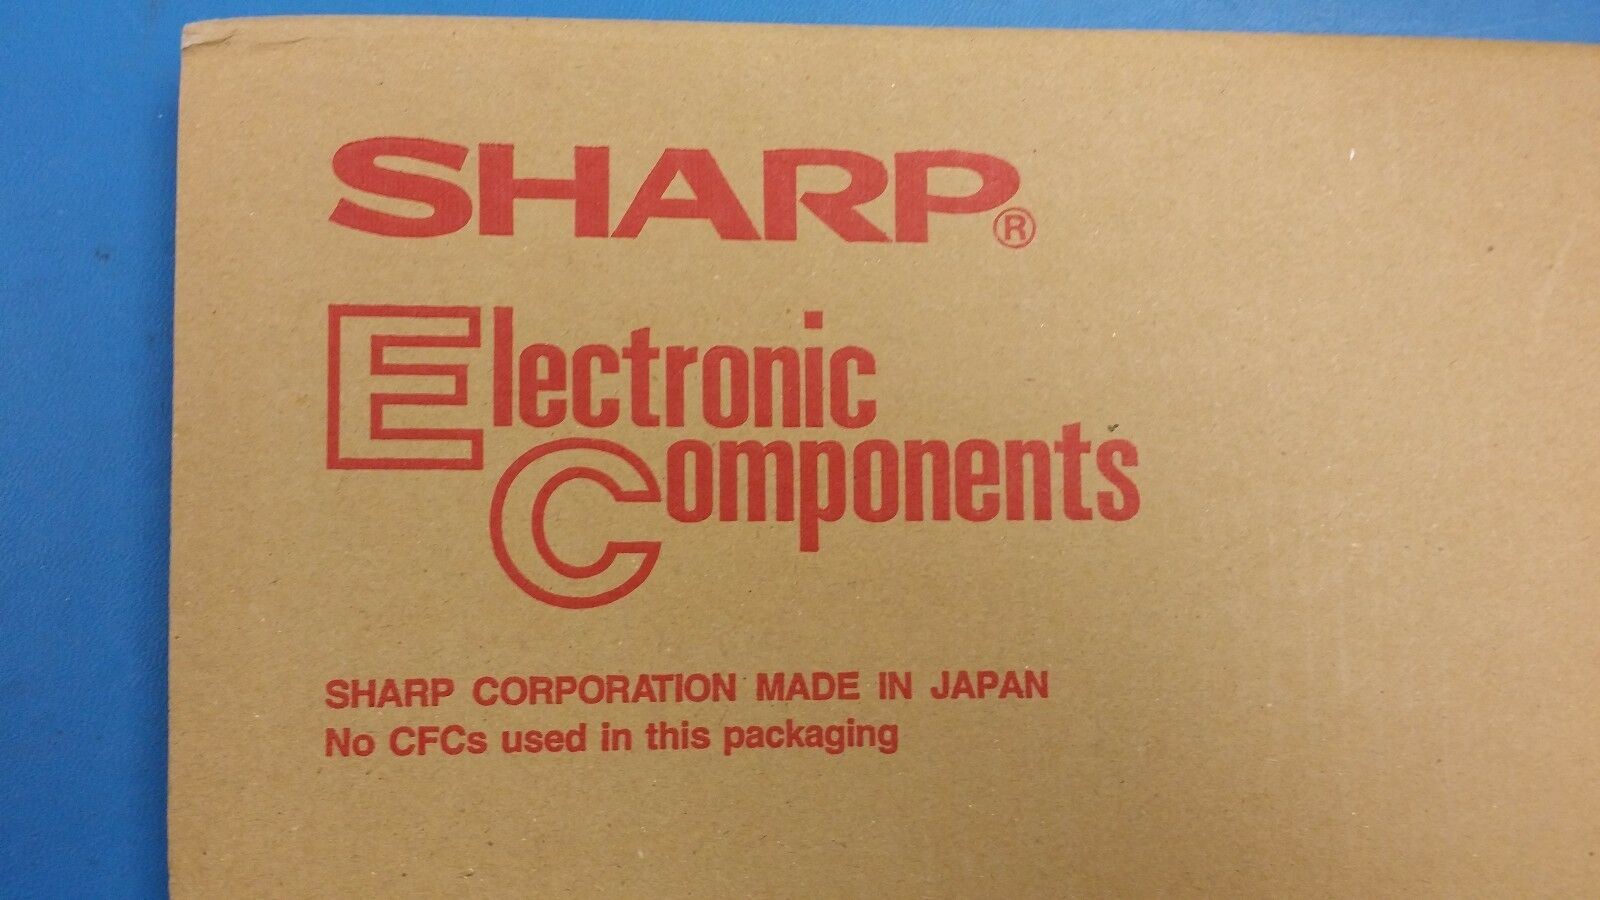 SHARP®
Electronic
Components
SHARP CORPORATION MADE IN JAPAN
No CFCs used in this packaging